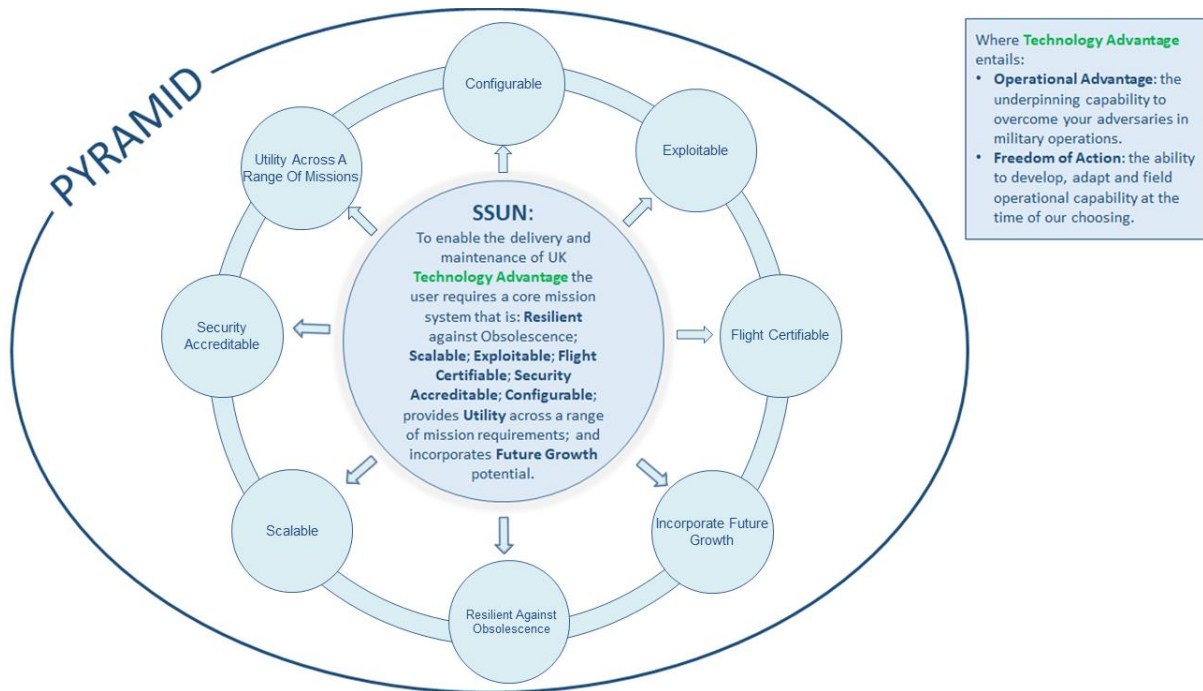 PYRAMID
Configurable
Exploitable
Flight Certifiable
Incorporate Future
Growth
Resilient Against
Obsolescence
Scalable
Security
Accreditable
Utility Across A
Range Of Missions
SSUN:
To enable the delivery and
maintenance of UK
Technology Advantage the
user requires a core mission
system that is: Resilient
against Obsolescence;
Scalable; Exploitable; Flight
Certifiable; Security
Accreditable; Configurable;
provides Utility across a range
of mission requirements; and
incorporates Future Growth
potential.
Where Technology Advantage
entails:
• Operational Advantage: the
underpinning capability to
overcome your adversaries in
military operations.
• Freedom of Action: the ability
to develop, adapt and field
operational capability at the
time of our choosing.